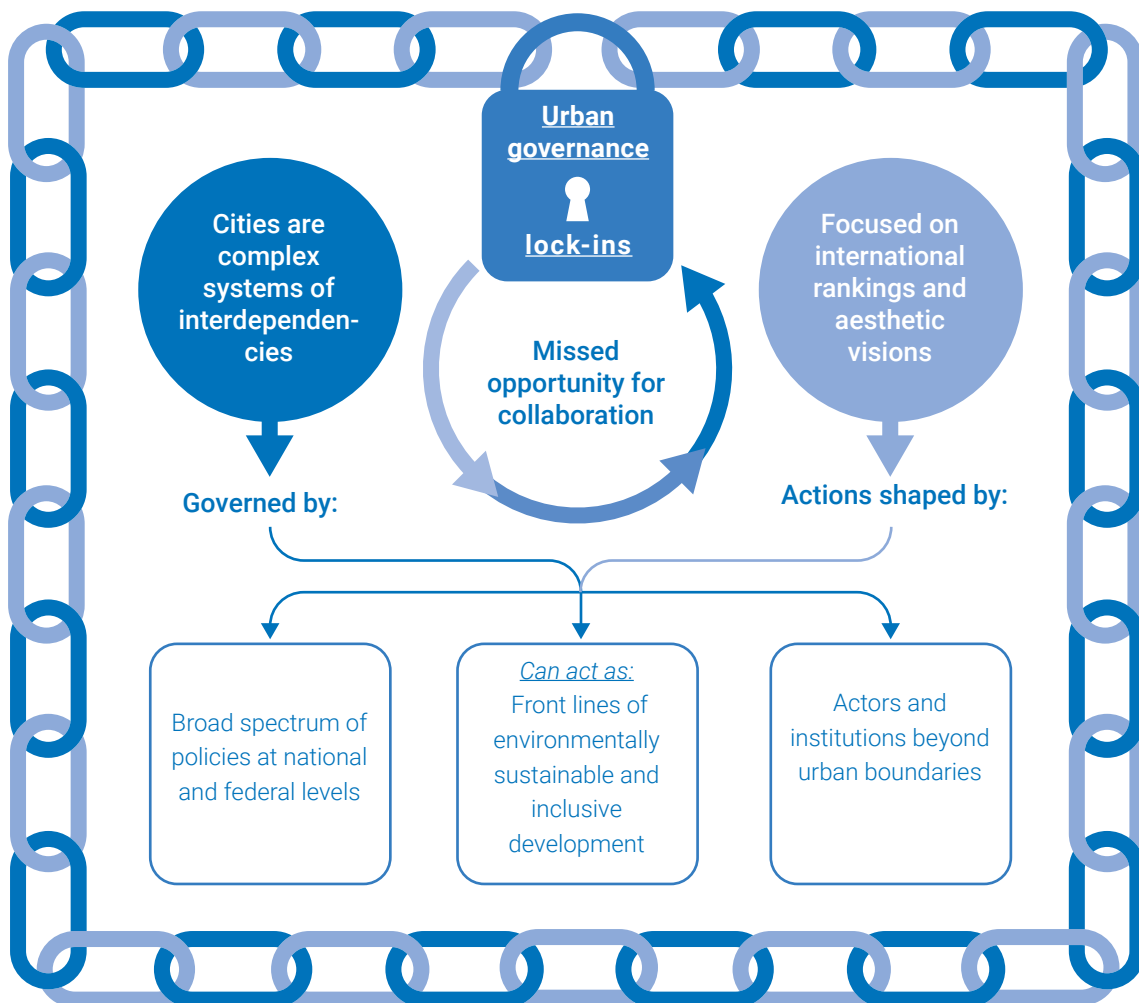 Urban
governance
lock-ins
Cities are
complex
systems of
interdependen-
cies
Missed
opportunity for
collaboration
Focused on
international
rankings and
aesthetic
visions
Governed by:
Actions shaped by:
Broad spectrum of
policies at national
and federal levels
Can act as:
Front lines of
environmentally
sustainable and
inclusive
development
Actors and
institutions beyond
urban boundaries